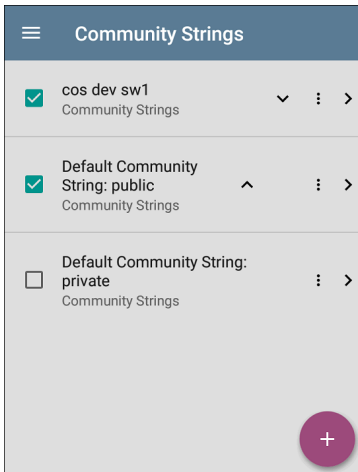 Community Strings
cos dev sw1
Community Strings
Default Community
String: public
Community Strings
Default Community String:
private
Community Strings